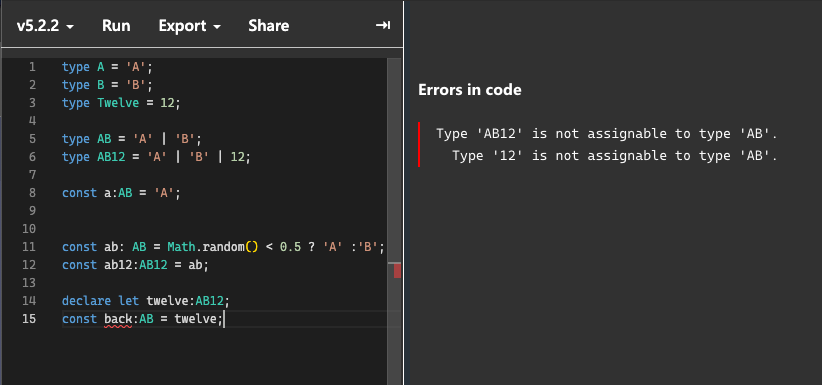 v5.2.2 Run Export Share
1 type A = 'A';
2 type B = 'B';
3 type Twelve = 12;
4
5 type AB = 'A' | 'B';
6 type AB12 = 'A' | 'B' | 12;
7
8 const a:AB = 'A';
9
10
11 const ab: AB = Math.random() < 0.5 ? 'A' :'B';
12 const ab12:AB12 = ab;
13
14 declare let twelve:AB12;
15 const back:AB = twelve;
Errors in code
Type 'AB12' is not assignable to type 'AB'.
Type '12' is not assignable to type 'AB'.